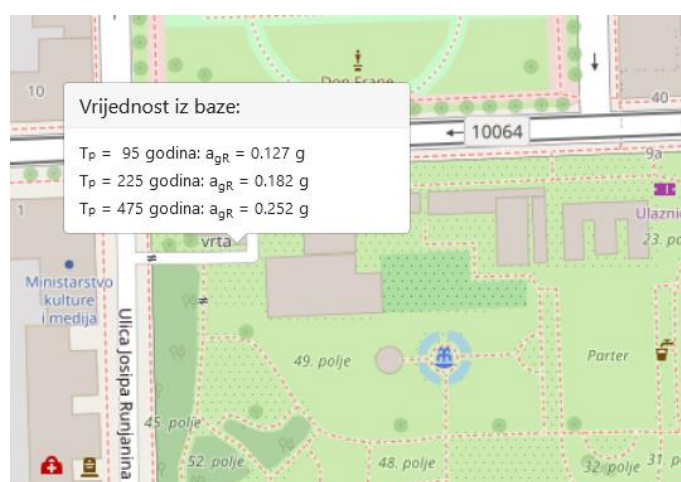 Don Frane
10
Vrijednost iz baze:
Tp = 95 godina: agR = 0.127 g
Tp = 225 godina: agR = 0.182 g
Tp = 475 godina: agR = 0.252 g
← 10064
40
9a
1
vrta
Ulaznic
23. po
Ministarstvo
kulture
i medija
Ulica Josipa Runjanina
49. polje
Parter
45. polje
52. polje
48. polje
32. polje
31. p